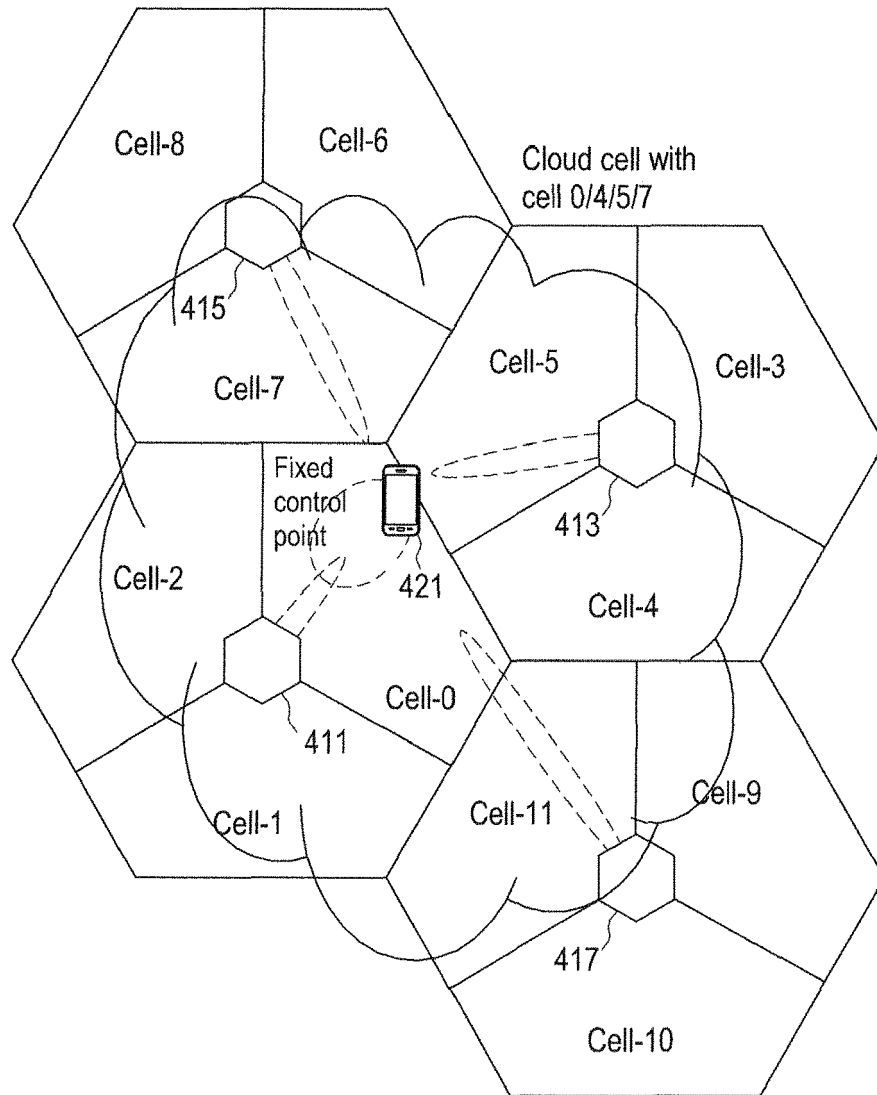 Cell-8
Cell-6
Cloud cell with
cell 0/4/5/7
415
Cell-5
Cell-3
Cell-7
Fixed
control
point
413
421
Cell-2
Cell-4
Cell-0
411
Cell-1
Cell-11
Cell-9
417
Cell-10